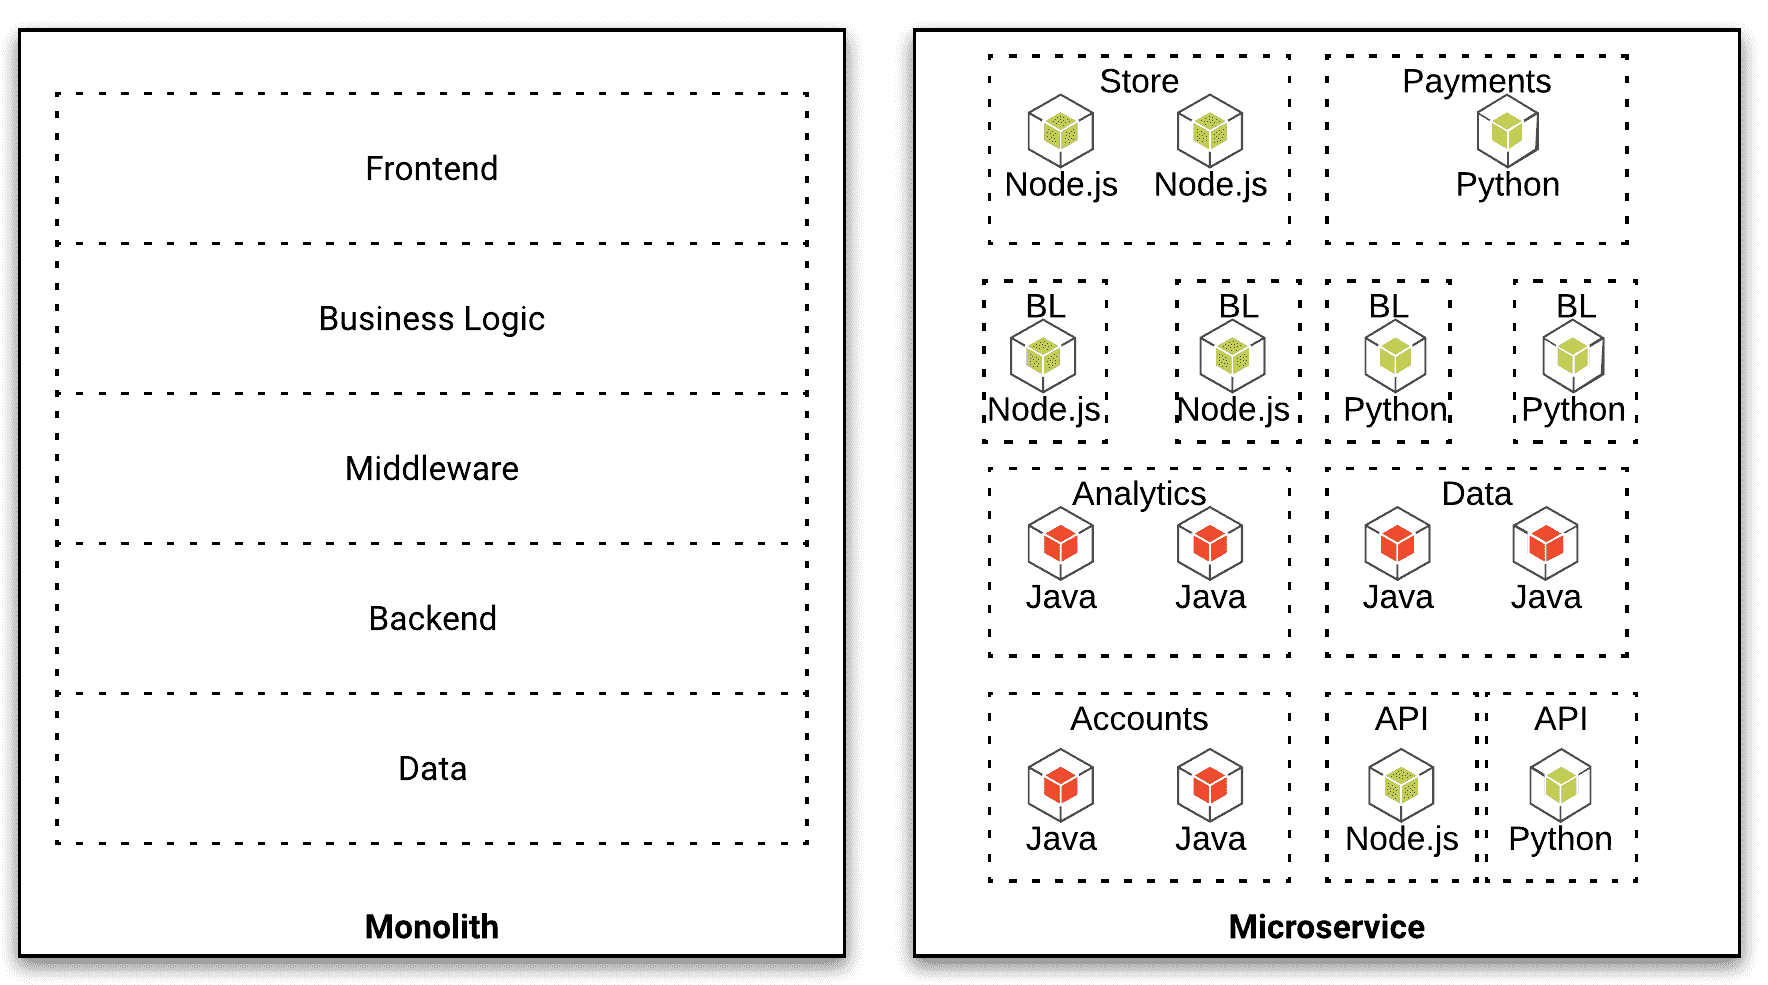 Frontend
Business Logic
Middleware
Backend
Data
Monolith
Store
Node.js Node.js
Payments
Python
BL
Node.js
BL
Node.js
BL
Python
BL
Python
Analytics
Java Java
Data
Java Java
Accounts
Java Java
API
Node.js
API
Python
Microservice